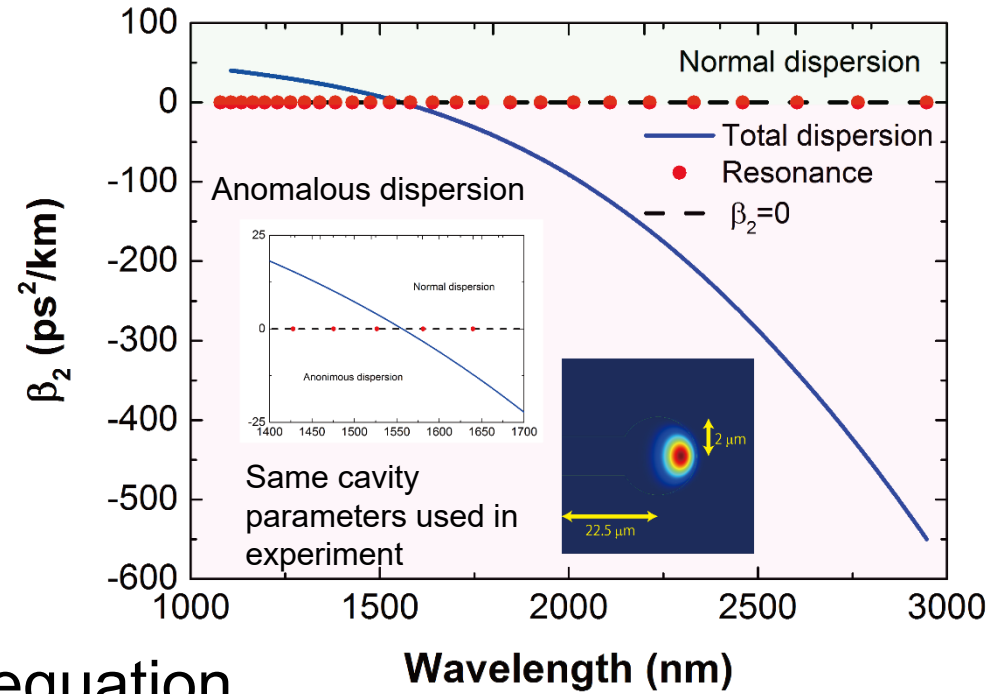 100
0
-100
-200
-300
-400
-500
-600
β₂ (ps²/km)
Normal dispersion
Total dispersion
Resonance
β₂=0
Anomalous dispersion
25
0
-25
Normal dispersion
Anonimous dispersion
1400 1450 1500 1550 1600 1650 1700
Same cavity
parameters used in
experiment
2 μm
22.5 μm
1000 1500 2000 2500 3000
Wavelength (nm)
equation